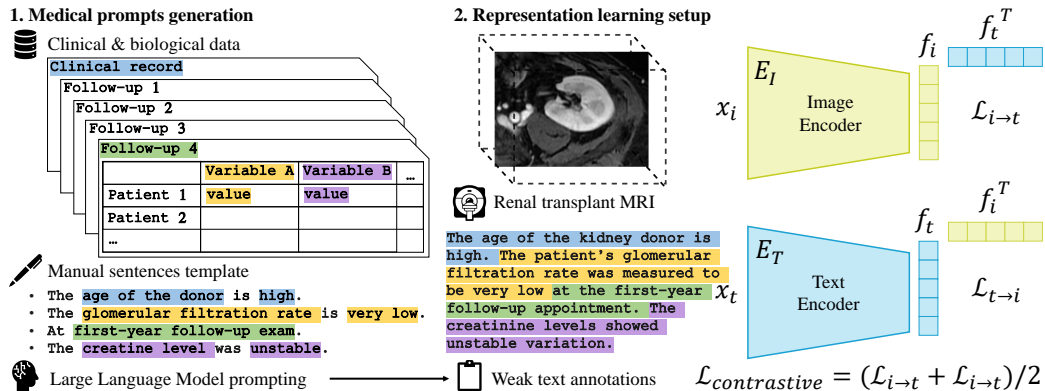 1. Medical prompts generation
Clinical & biological data
Clinical record
Follow-up 1
Follow-up 2
Follow-up 3
Follow-up 4
Variable A Variable B …
Patient 1 value value
Patient 2
…
Manual sentences template
• The age of the donor is high.
• The glomerular filtration rate is very low.
• At first-year follow-up exam.
• The creatine level was unstable.
Large Language Model prompting
2. Representation learning setup
Renal transplant MRI
The age of the kidney donor is
high. The patient's glomerular
filtration rate was measured to
be very low at the first-year
follow-up appointment. The
creatinine levels showed
unstable variation.
Weak text annotations
x_i
E_I
Image
Encoder
f_i
f_t^T
ℒ_{i→t}
x_t
E_T
Text
Encoder
f_t
f_i^T
ℒ_{t→i}
ℒ_{contrastive} = (ℒ_{i→t} + ℒ_{i→t})/2